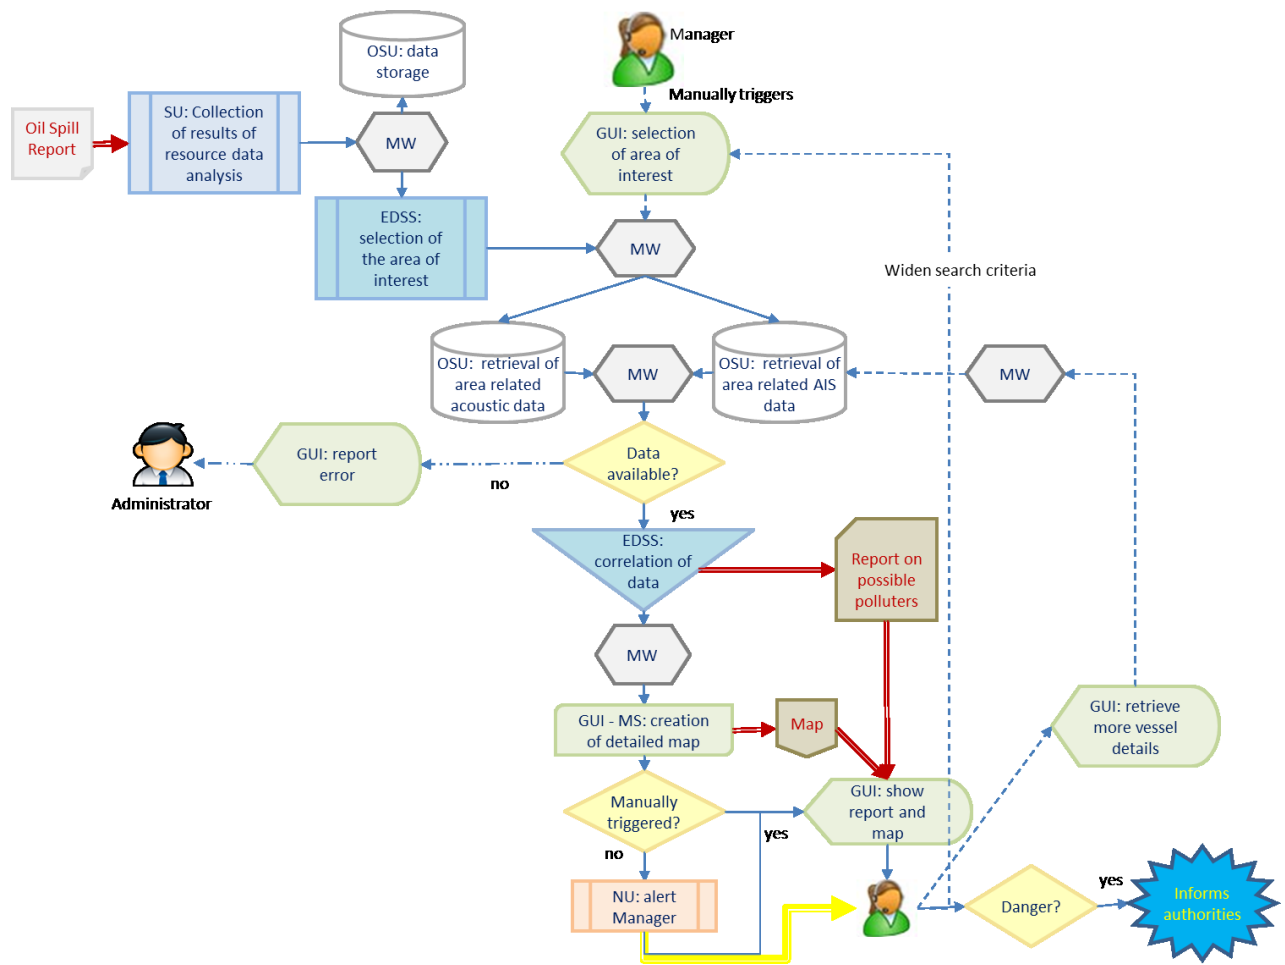 OSU: data
storage
Manager
Manually triggers
Oil Spill
Report
SU: Collection
of results of
resource data
analysis
MW
GUI: selection
of area of
interest
EDSS:
selection of
the area of
interest
MW
Widen search criteria
OSU:  retrieval of
area related
acoustic data
MW
OSU:  retrieval of
area related AIS
data
MW
Administrator
GUI: report
error
no
Data
available?
yes
EDSS:
correlation of
data
Report on
possible
polluters
MW
GUI - MS: creation
of detailed map
Map
GUI: retrieve
more vessel
details
Manually
triggered?
yes
no
GUI: show
report and
map
NU: alert
Manager
Danger?
yes
Informs
authorities